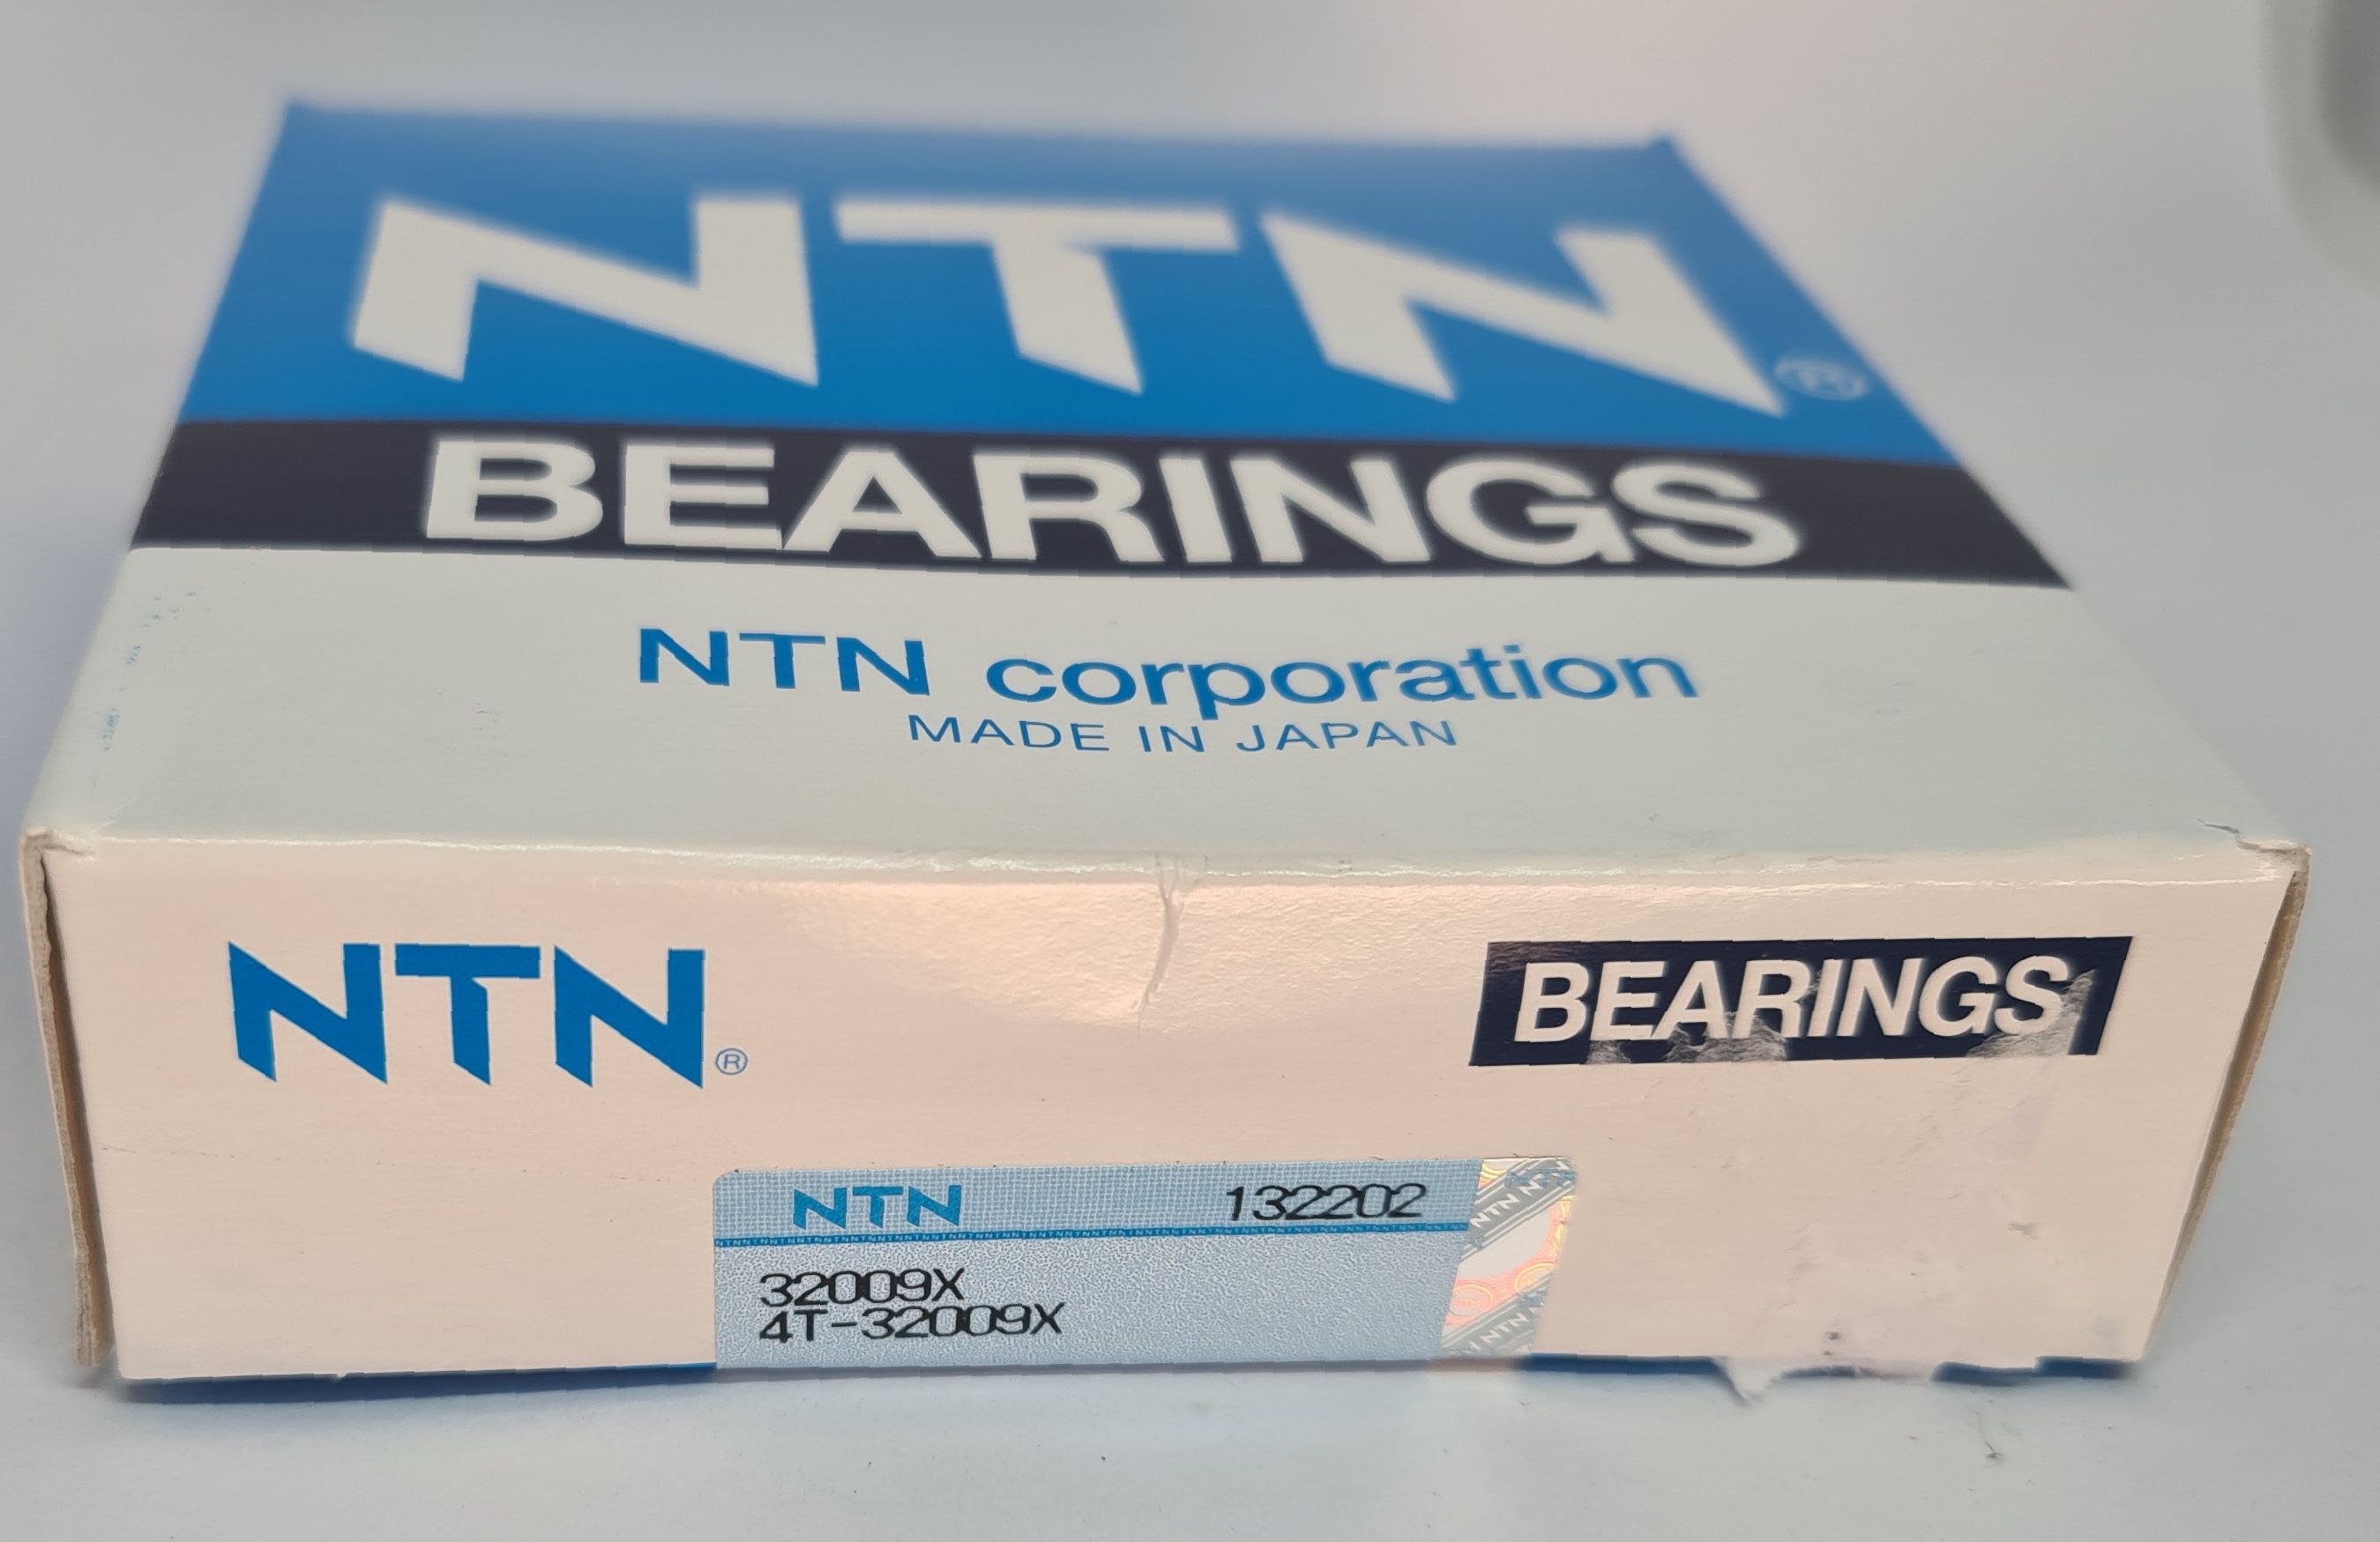 NTN®
BEARINGS
NTN corporation
MADE IN JAPAN
NTN®
BEARINGS
NTN 132202
32009X
4T-32009X